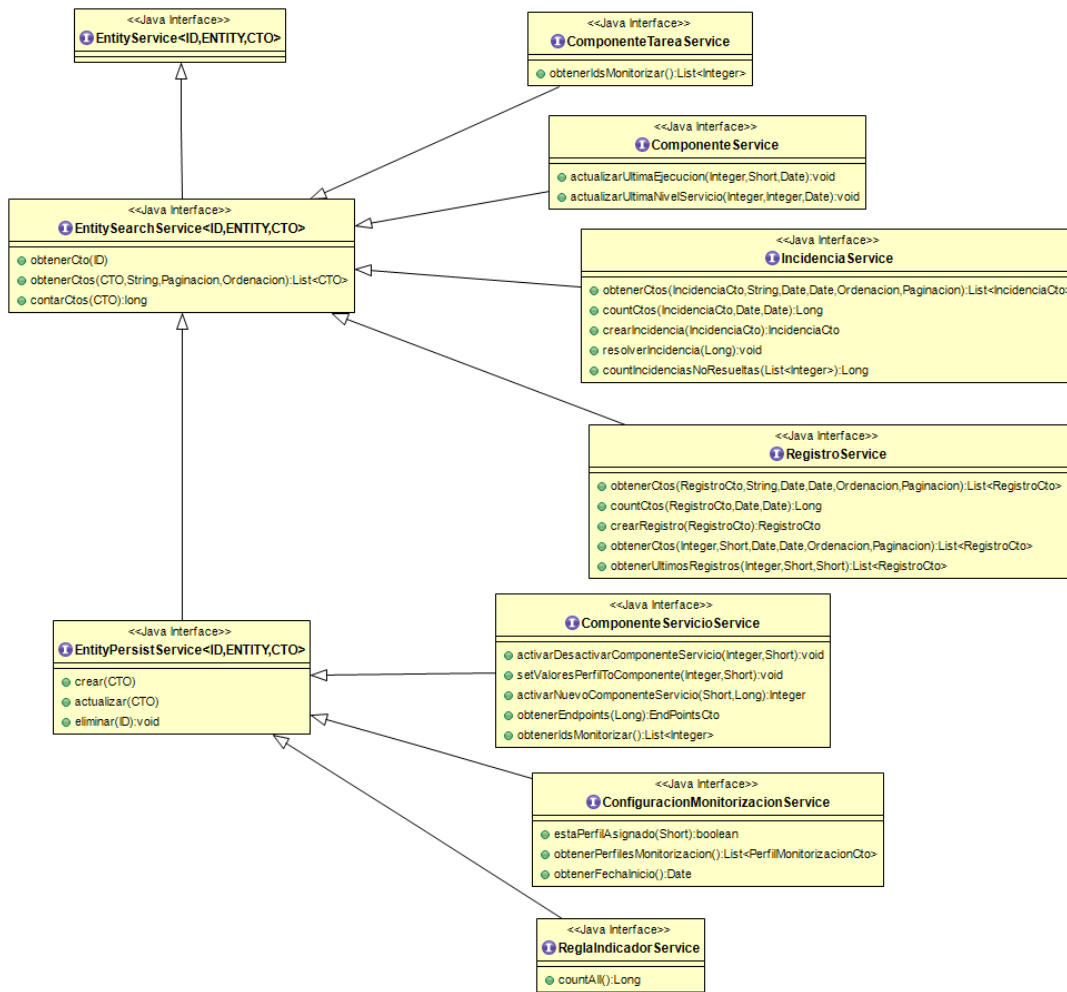 <<Java Interface>>
EntityService<ID,ENTITY,CTO>
<<Java Interface>>
ComponenteTareaService
obtenerIdsMonitorizar():List<Integer>
<<Java Interface>>
ComponenteService
actualizarUltimaEjecucion(Integer,Short,Date):void
actualizarUltimaNivelServicio(Integer,Integer,Date):void
<<Java Interface>>
EntitySearchService<ID,ENTITY,CTO>
obtenerCto(ID)
obtenerCtos(CTO,String,Paginacion,Ordenacion):List<CTO>
contarCtos(CTO):long
<<Java Interface>>
IncidenciaService
obtenerCtos(IncidenciaCto,String,Date,Date,Ordenacion,Paginacion):List<IncidenciaCto>
countCtos(IncidenciaCto,Date,Date):Long
crearIncidencia(IncidenciaCto):IncidenciaCto
resolverIncidencia(Long):void
countIncidenciasNoResueltas(List<Integer>):Long
<<Java Interface>>
RegistroService
obtenerCtos(RegistroCto,String,Date,Date,Ordenacion,Paginacion):List<RegistroCto>
countCtos(RegistroCto,Date,Date):Long
crearRegistro(RegistroCto):RegistroCto
obtenerCtos(Integer,Short,Date,Date,Ordenacion,Paginacion):List<RegistroCto>
obtenerUltimosRegistros(Integer,Short,Short):List<RegistroCto>
<<Java Interface>>
EntityPersistService<ID,ENTITY,CTO>
crear(CTO)
actualizar(CTO)
eliminar(ID):void
<<Java Interface>>
ComponenteServicioService
activarDesactivarComponenteServicio(Integer,Short):void
setValoresPerfilToComponente(Integer,Short):void
activarNuevoComponenteServicio(Short,Long):Integer
obtenerEndpoints(Long):EndPointsCto
obtenerIdsMonitorizar():List<Integer>
<<Java Interface>>
ConfiguracionMonitorizacionService
estaPerfilAsignado(Short):boolean
obtenerPerfilesMonitorizacion():List<PerfilMonitorizacionCto>
obtenerFechaInicio():Date
<<Java Interface>>
ReglaIndicadorService
countAll():Long